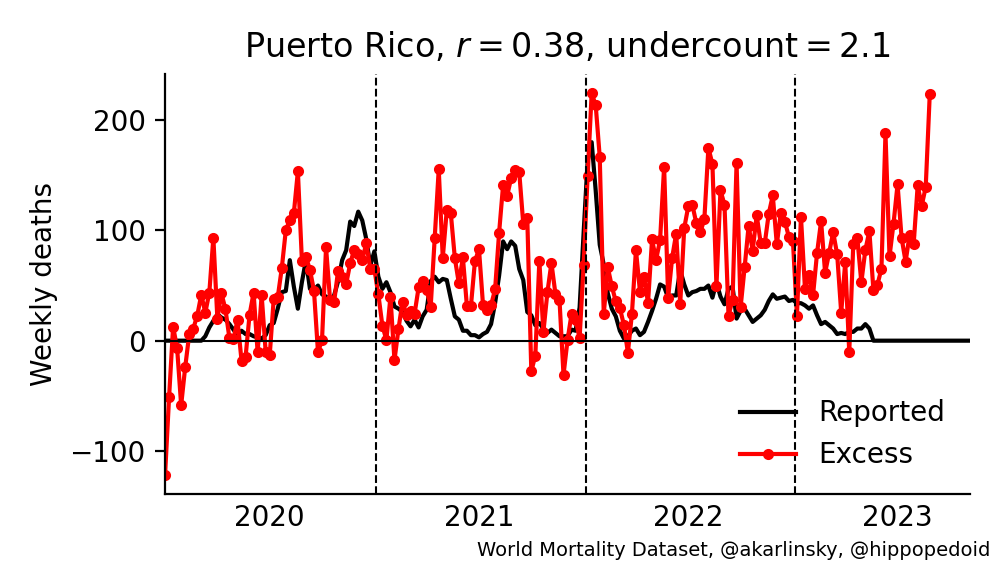 Puerto Rico, r = 0.38, undercount = 2.1
Weekly deaths
200
100
0
−100
Reported
Excess
2020 2021 2022 2023
World Mortality Dataset, @akarlinsky, @hippopedoid